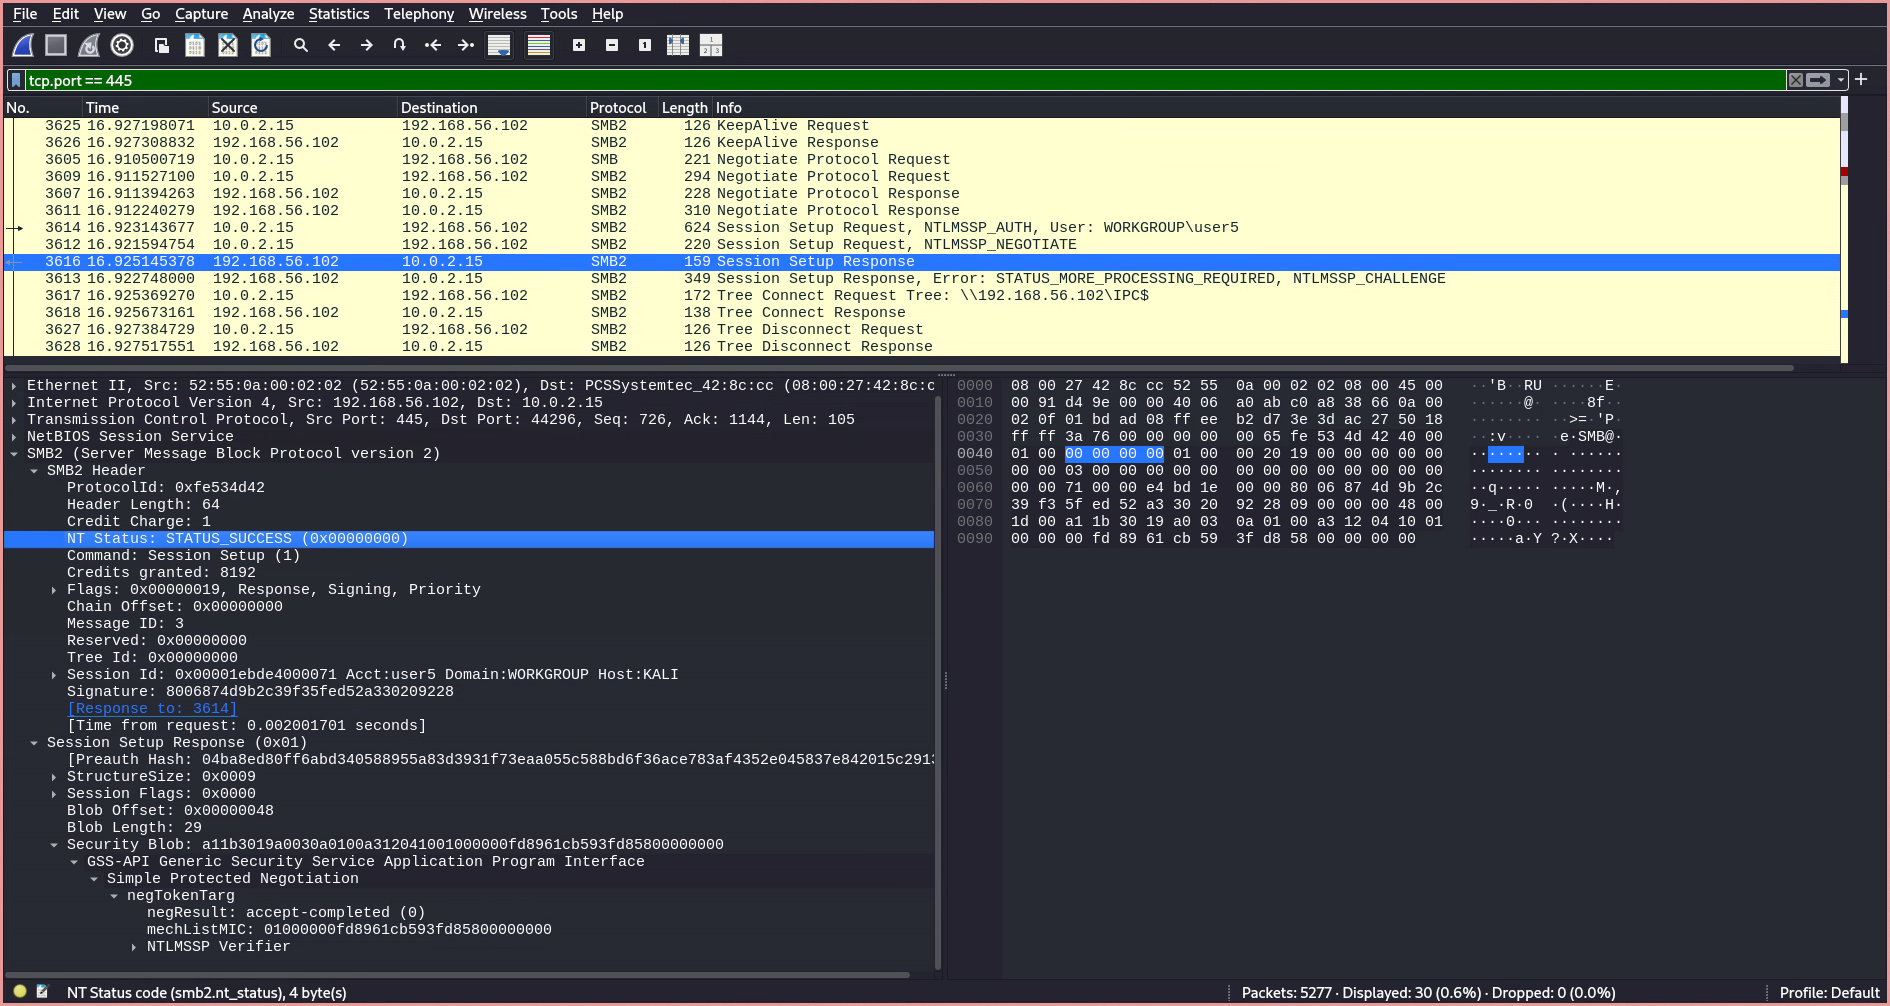 File Edit View Go Capture Analyze Statistics Telephony Wireless Tools Help
tcp.port == 445
No. Time Source Destination Protocol Length Info
3625 16.927198071 10.0.2.15 192.168.56.102 SMB2 126 KeepAlive Request
3626 16.927308832 192.168.56.102 10.0.2.15 SMB2 126 KeepAlive Response
3605 16.910500719 10.0.2.15 192.168.56.102 SMB 221 Negotiate Protocol Request
3609 16.911527100 10.0.2.15 192.168.56.102 SMB2 294 Negotiate Protocol Request
3607 16.911394263 192.168.56.102 10.0.2.15 SMB2 228 Negotiate Protocol Response
3611 16.912240279 192.168.56.102 10.0.2.15 SMB2 310 Negotiate Protocol Response
3614 16.923143677 10.0.2.15 192.168.56.102 SMB2 624 Session Setup Request, NTLMSSP_AUTH, User: WORKGROUP\user5
3612 16.921594754 10.0.2.15 192.168.56.102 SMB2 220 Session Setup Request, NTLMSSP_NEGOTIATE
3616 16.925145378 192.168.56.102 10.0.2.15 SMB2 159 Session Setup Response
3613 16.922748000 192.168.56.102 10.0.2.15 SMB2 349 Session Setup Response, Error: STATUS_MORE_PROCESSING_REQUIRED, NTLMSSP_CHALLENGE
3617 16.925369270 10.0.2.15 192.168.56.102 SMB2 172 Tree Connect Request Tree: \\192.168.56.102\IPC$
3618 16.925673161 192.168.56.102 10.0.2.15 SMB2 138 Tree Connect Response
3627 16.927384729 10.0.2.15 192.168.56.102 SMB2 126 Tree Disconnect Request
3628 16.927517551 192.168.56.102 10.0.2.15 SMB2 126 Tree Disconnect Response
Ethernet II, Src: 52:55:0a:00:02:02 (52:55:0a:00:02:02), Dst: PCSSystemtec_42:8c:cc (08:00:27:42:8c:c
Internet Protocol Version 4, Src: 192.168.56.102, Dst: 10.0.2.15
Transmission Control Protocol, Src Port: 445, Dst Port: 44296, Seq: 726, Ack: 1144, Len: 105
NetBIOS Session Service
SMB2 (Server Message Block Protocol version 2)
SMB2 Header
ProtocolId: 0xfe534d42
Header Length: 64
Credit Charge: 1
NT Status: STATUS_SUCCESS (0x00000000)
Command: Session Setup (1)
Credits granted: 8192
Flags: 0x00000019, Response, Signing, Priority
Chain Offset: 0x00000000
Message ID: 3
Reserved: 0x00000000
Tree Id: 0x00000000
Session Id: 0x00001ebde4000071 Acct:user5 Domain:WORKGROUP Host:KALI
Signature: 8006874d9b2c39f35fed52a330209228
[Response to: 3614]
[Time from request: 0.002001701 seconds]
Session Setup Response (0x01)
[Preauth Hash: 04ba8ed80ff6abd340588955a83d3931f73eaa055c588bd6f36ace783af4352e045837e842015c2913
StructureSize: 0x0009
Session Flags: 0x0000
Blob Offset: 0x00000048
Blob Length: 29
Security Blob: a11b3019a0030a0100a312041001000000fd8961cb593fd85800000000
GSS-API Generic Security Service Application Program Interface
Simple Protected Negotiation
negTokenTarg
negResult: accept-completed (0)
mechListMIC: 01000000fd8961cb593fd85800000000
NTLMSSP Verifier
0000 08 00 27 42 8c cc 52 55 0a 00 02 02 08 00 45 00 ··'B··RU ······E·
0010 00 91 d4 9e 00 00 40 06 a0 ab c0 a8 38 66 0a 00 ······@· ····8f··
0020 02 0f 01 bd ad 08 ff ee b2 d7 3e 3d ac 27 50 18 ········ ··>=·'P·
0030 ff ff 3a 76 00 00 00 00 00 65 fe 53 4d 42 40 00 ··:v···· ·e·SMB@·
0040 01 00 00 00 00 00 01 00 00 20 19 00 00 00 00 00 ········ · ······
0050 00 00 03 00 00 00 00 00 00 00 00 00 00 00 00 00 ········ ········
0060 00 00 71 00 00 e4 bd 1e 00 00 80 06 87 4d 9b 2c ··q····· ·····M·,
0070 39 f3 5f ed 52 a3 30 20 92 28 09 00 00 00 48 00 9·_·R·0 ·(····H·
0080 1d 00 a1 1b 30 19 a0 03 0a 01 00 a3 12 04 10 01 ····0··· ········
0090 00 00 00 fd 89 61 cb 59 3f d8 58 00 00 00 00 ·····a·Y ?·X····
NT Status code (smb2.nt_status), 4 byte(s)
Packets: 5277 · Displayed: 30 (0.6%) · Dropped: 0 (0.0%)
Profile: Default